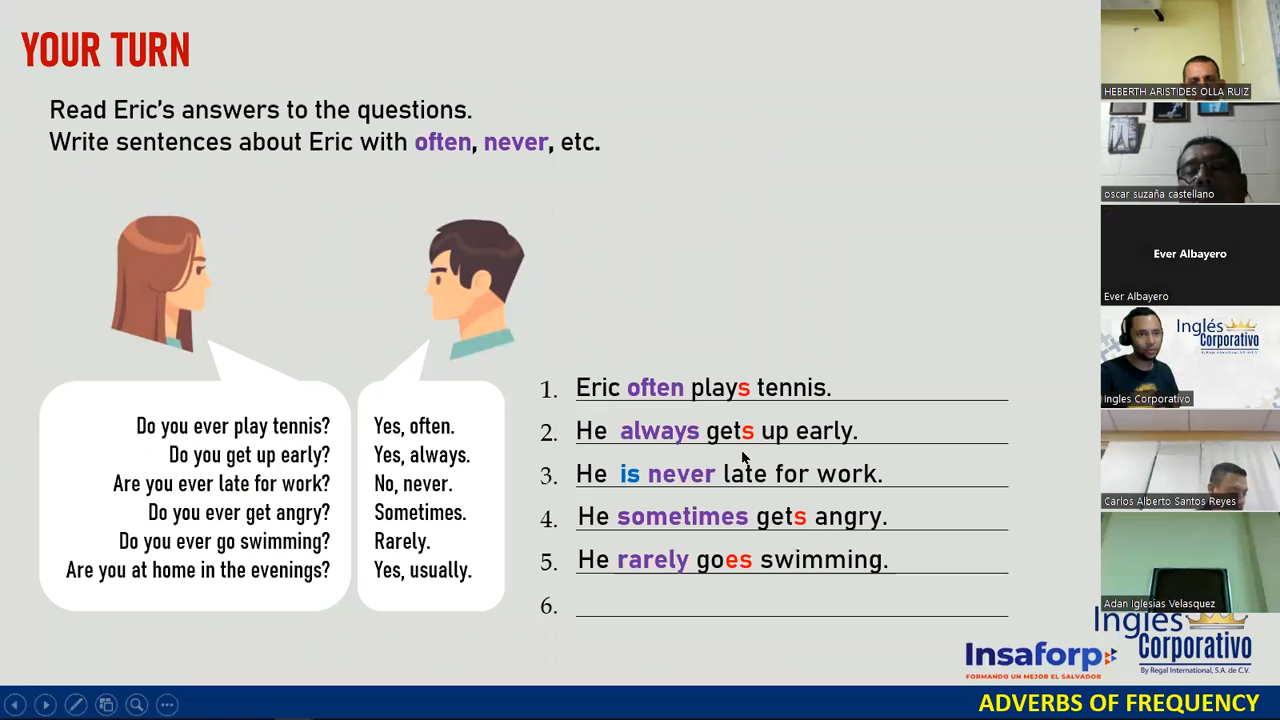 YOUR TURN
Read Eric's answers to the questions.
Write sentences about Eric with often, never, etc.
Do you ever play tennis?
Do you get up early?
Are you ever late for work?
Do you ever get angry?
Do you ever go swimming?
Are you at home in the evenings?
Yes, often.
Yes, always.
No, never.
Sometimes.
Rarely.
Yes, usually.
1. Eric often plays tennis.
2. He always gets up early.
3. He is never late for work.
4. He sometimes gets angry.
5. He rarely goes swimming.
6.
HEBERTH ARISTIDES OLLA RUIZ
oscar suzaña castellano
Ever Albayero
Ever Albayero
Inglés
Corporativo
By Regal International, S.A. de C.V.
Ingles Corporativo
Carlos Alberto Santos Reyes
Adan Iglesias Velasquez
Inglés
Corporativo
By Regal International, S.A. de C.V.
Insaforp
FORMANDO UN MEJOR EL SALVADOR
ADVERBS OF FREQUENCY